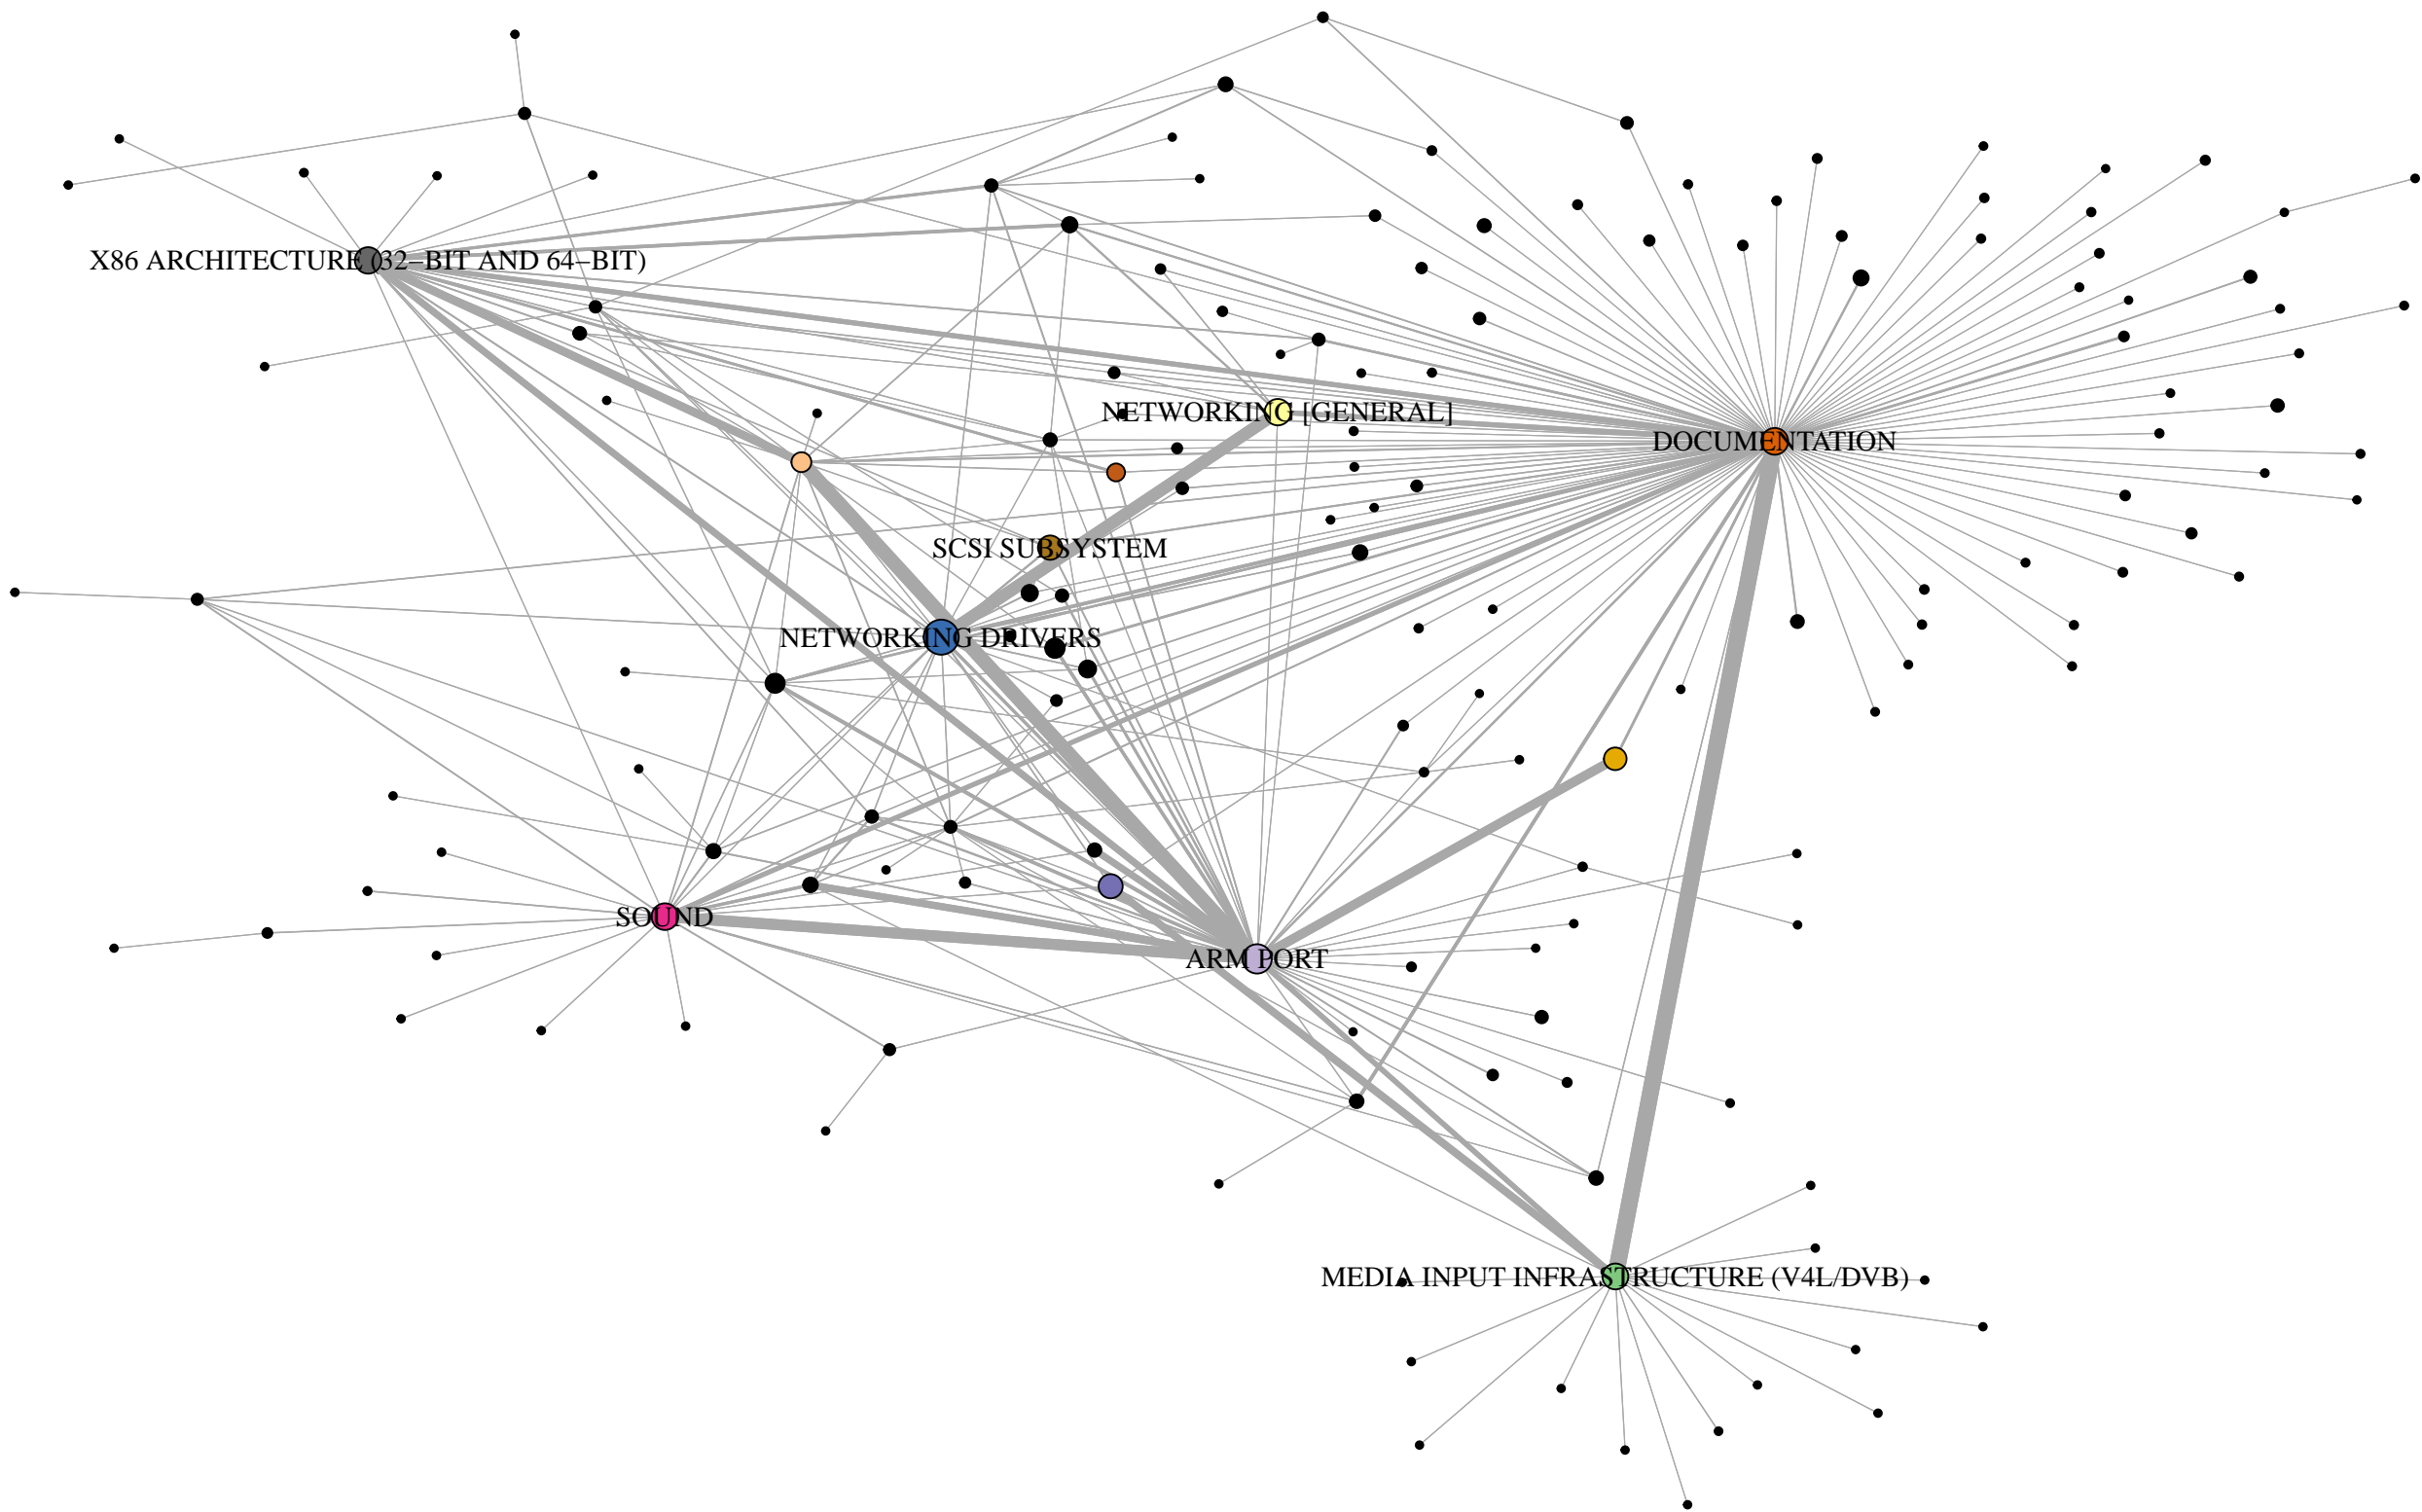 X86 ARCHITECTURE (32−BIT AND 64−BIT)
NETWORKING [GENERAL]
DOCUMENTATION
SCSI SUBSYSTEM
NETWORKING DRIVERS
SOUND
ARM PORT
MEDIA INPUT INFRASTRUCTURE (V4L/DVB)